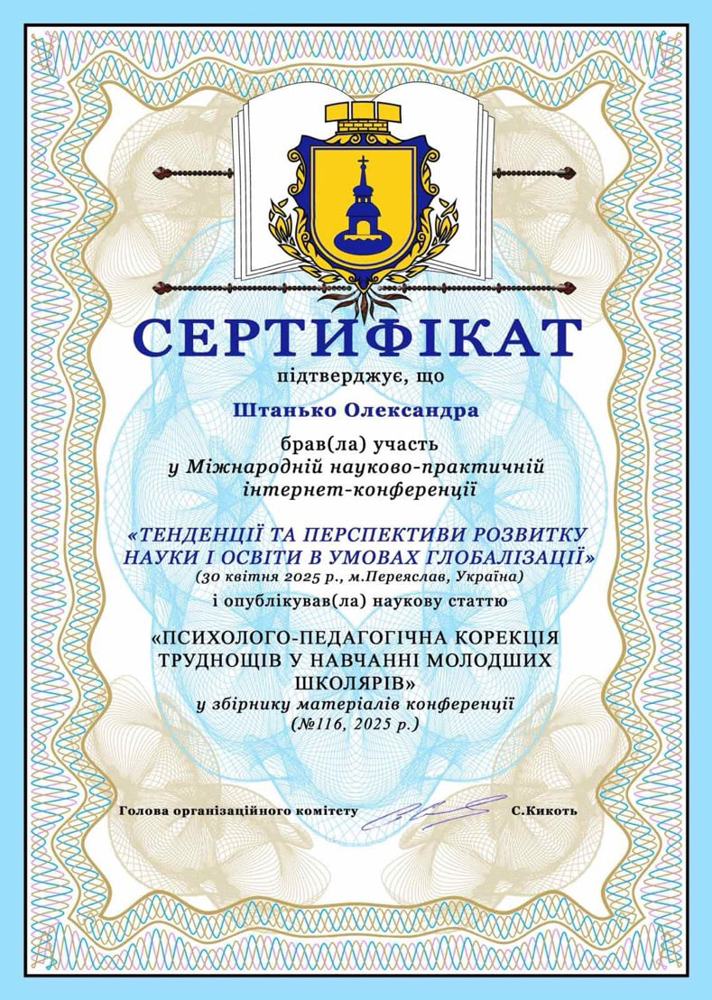 СЕРТИФІКАТ
підтверджує, що
Штанько Олександра
брав(ла) участь
у Міжнародній науково-практичній
інтернет-конференції
«ТЕНДЕНЦІЇ ТА ПЕРСПЕКТИВИ РОЗВИТКУ
НАУКИ І ОСВІТИ В УМОВАХ ГЛОБАЛІЗАЦІЇ»
(30 квітня 2025 р., м.Переяслав, Україна)
і опублікував(ла) наукову статтю
«ПСИХОЛОГО-ПЕДАГОГІЧНА КОРЕКЦІЯ
ТРУДНОЩІВ У НАВЧАННІ МОЛОДШИХ
ШКОЛЯРІВ»
у збірнику матеріалів конференції
(№116, 2025 р.)
Голова організаційного комітету С.Кикоть